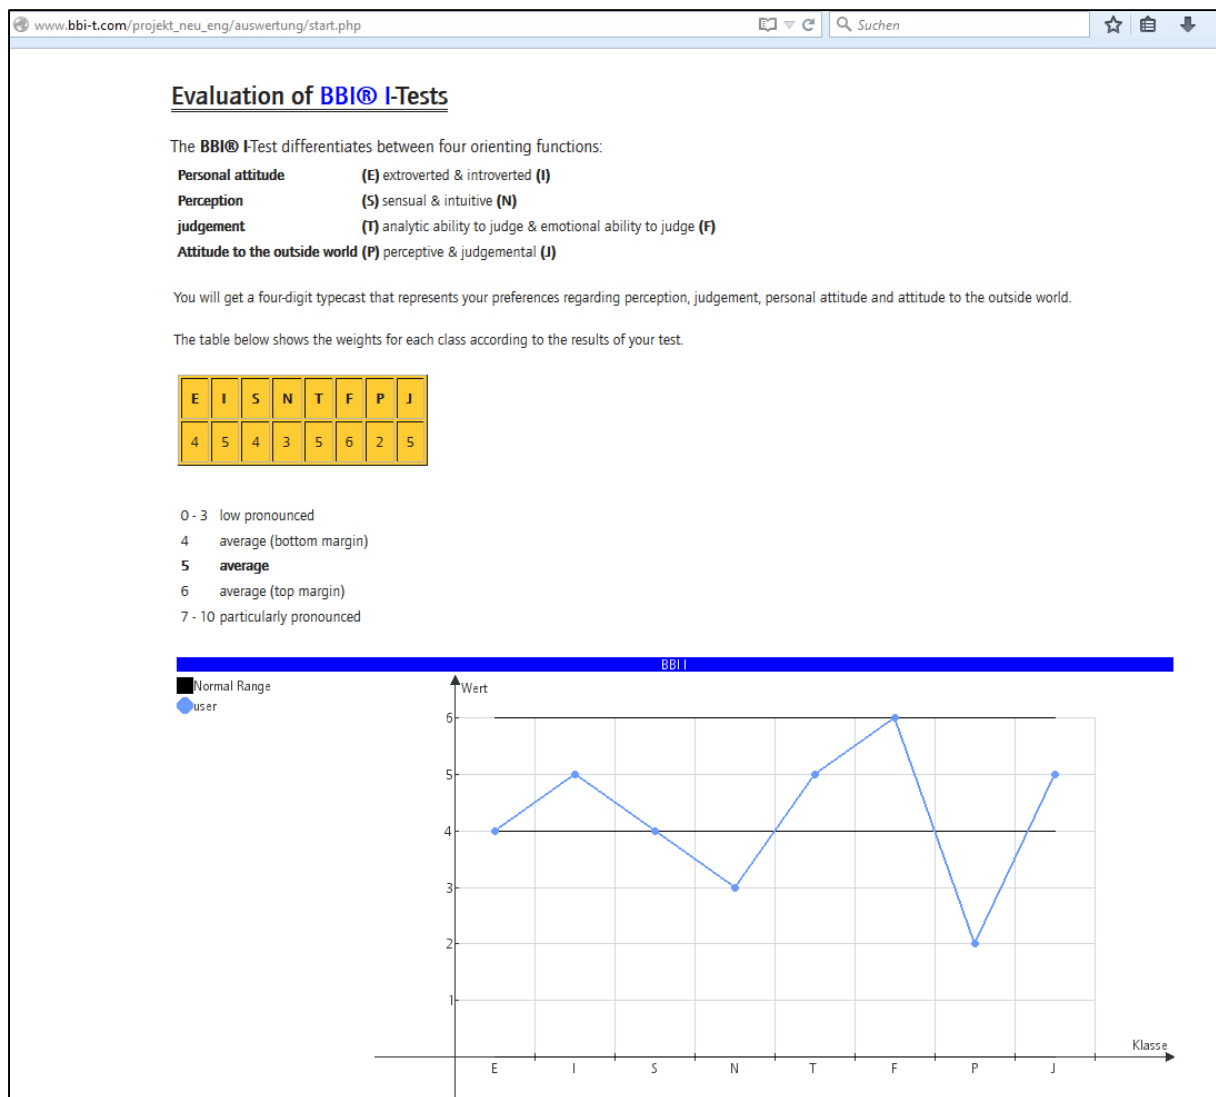 www.bbi-t.com/projekt_neu_eng/auswertung/start.php
Suchen
Evaluation of BBI® I-Tests
The BBI® I-Test differentiates between four orienting functions:
Personal attitude (E) extroverted & introverted (I)
Perception (S) sensual & intuitive (N)
judgement (T) analytic ability to judge & emotional ability to judge (F)
Attitude to the outside world (P) perceptive & judgemental (J)
You will get a four-digit typecast that represents your preferences regarding perception, judgement, personal attitude and attitude to the outside world.
The table below shows the weights for each class according to the results of your test.
E I S N T F P J
4 5 4 3 5 6 2 5
0 - 3 low pronounced
4 average (bottom margin)
5 average
6 average (top margin)
7 - 10 particularly pronounced
BBI I
Normal Range
user
Wert
6
5
4
3
2
1
Klasse
E I S N T F P J